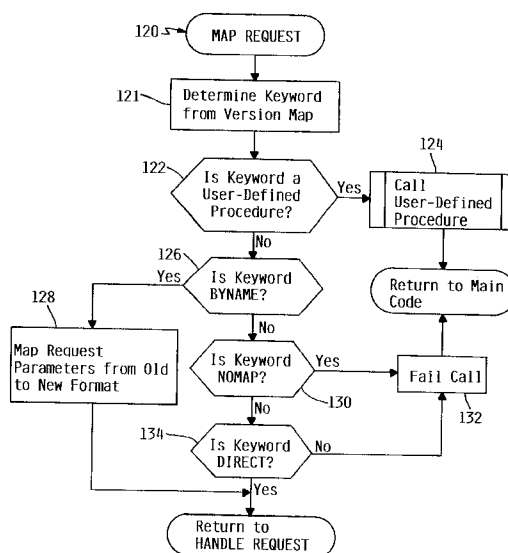 120
MAP REQUEST
121
Determine Keyword
from Version Map
122
Is Keyword a
User-Defined
Procedure?
Yes
124
Call
User-Defined
Procedure
No
126
Yes
Is Keyword
BYNAME?
Return to Main
Code
128
No
Map Request
Parameters from Old
to New Format
Is Keyword
NOMAP?
Yes
130
Fail Call
132
No
134
Is Keyword
DIRECT?
No
Yes
Return to
HANDLE REQUEST